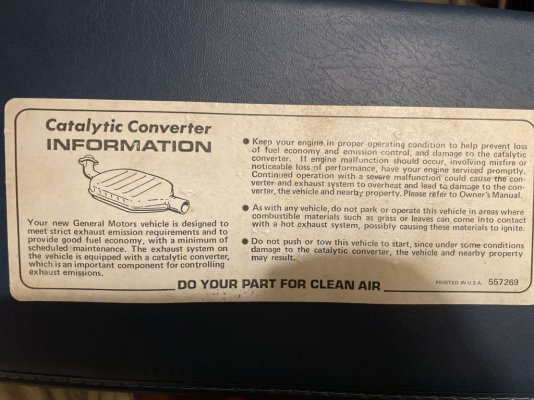 Catalytic Converter
INFORMATION
Your new General Motors vehicle is designed to
meet strict exhaust emission requirements and to
provide good fuel economy, with a minimum of
scheduled maintenance. The exhaust system on
the vehicle is equipped with a catalytic converter,
which is an important component for controlling
exhaust emissions.
● Keep your engine in proper operating condition to help prevent loss
of fuel economy and emission control, and damage to the catalytic
converter. If engine malfunction should occur, involving misfire or
noticeable loss of performance, have your engine serviced promptly.
Continued operation with a severe malfunction could cause the con-
verter and exhaust system to overheat and lead to damage to the con-
verter, the vehicle and nearby property. Please refer to Owner's Manual.
● As with any vehicle, do not park or operate this vehicle in areas where
combustible materials such as grass or leaves can come into contact
with a hot exhaust system, possibly causing these materials to ignite.
● Do not push or tow this vehicle to start, since under some conditions
damage to the catalytic converter, the vehicle and nearby property
may result.
DO YOUR PART FOR CLEAN AIR
PRINTED IN U.S.A. 557269